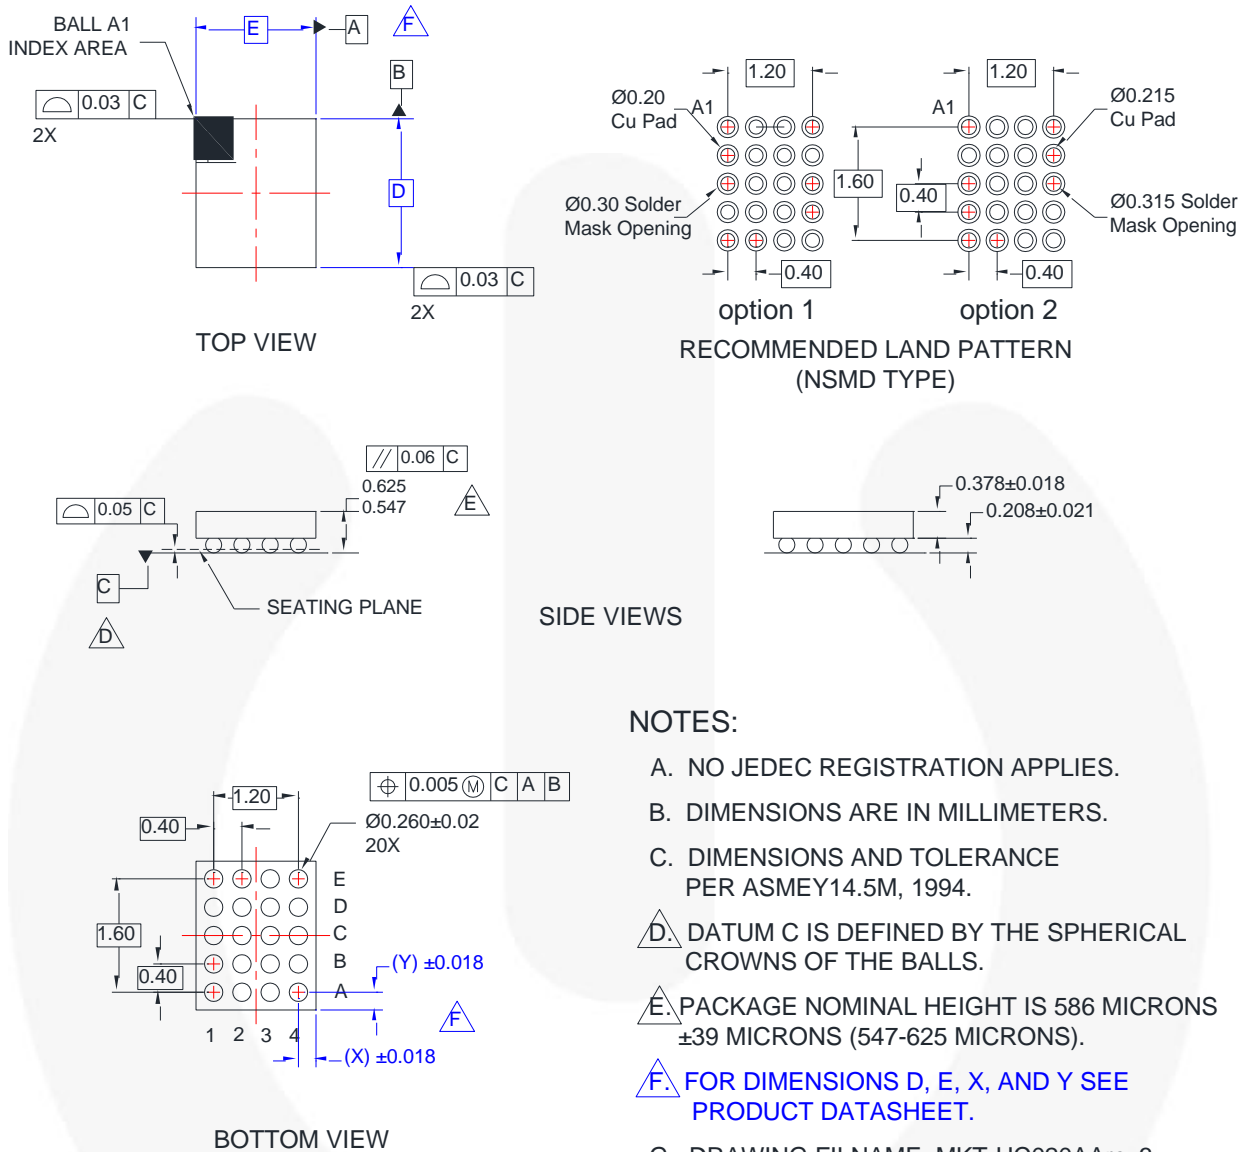 BALL A1
INDEX AREA
E
A
F
B
0.03 C
2X
D
0.03 C
2X
TOP VIEW
1.20
1.20
Ø0.20
Cu Pad
A1
A1
Ø0.215
Cu Pad
1.60
0.40
Ø0.30 Solder
Mask Opening
Ø0.315 Solder
Mask Opening
0.40
0.40
option 1
option 2
RECOMMENDED LAND PATTERN
(NSMD TYPE)
// 0.06 C
0.625
0.547
E
0.05 C
C
D
SEATING PLANE
0.378±0.018
0.208±0.021
SIDE VIEWS
0.005 Ⓜ C A B
1.20
0.40
Ø0.260±0.02
20X
E
D
C
B
A
1.60
0.40
(Y) ±0.018
F
1 2 3 4
(X) ±0.018
BOTTOM VIEW
NOTES:
A. NO JEDEC REGISTRATION APPLIES.
B. DIMENSIONS ARE IN MILLIMETERS.
C. DIMENSIONS AND TOLERANCE
PER ASMEY14.5M, 1994.
D. DATUM C IS DEFINED BY THE SPHERICAL
CROWNS OF THE BALLS.
E. PACKAGE NOMINAL HEIGHT IS 586 MICRONS
±39 MICRONS (547-625 MICRONS).
F. FOR DIMENSIONS D, E, X, AND Y SEE
PRODUCT DATASHEET.
DRAWING FILNAME: